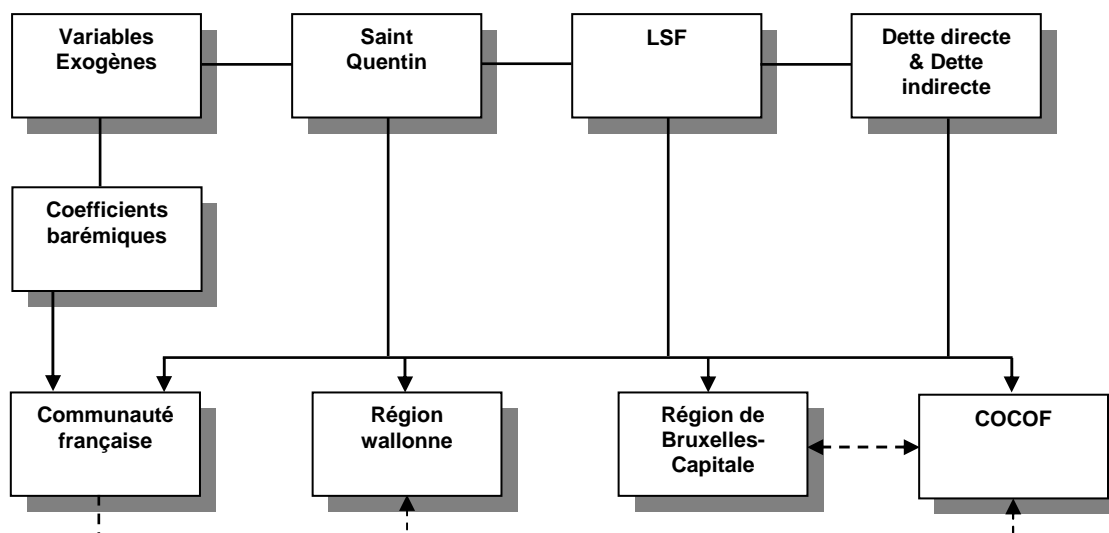 Variables
Exogènes
Saint
Quentin
LSF
Dette directe
& Dette
indirecte
Coefficients
barémiques
Communauté
française
Région
wallonne
Région de
Bruxelles-
Capitale
COCOF